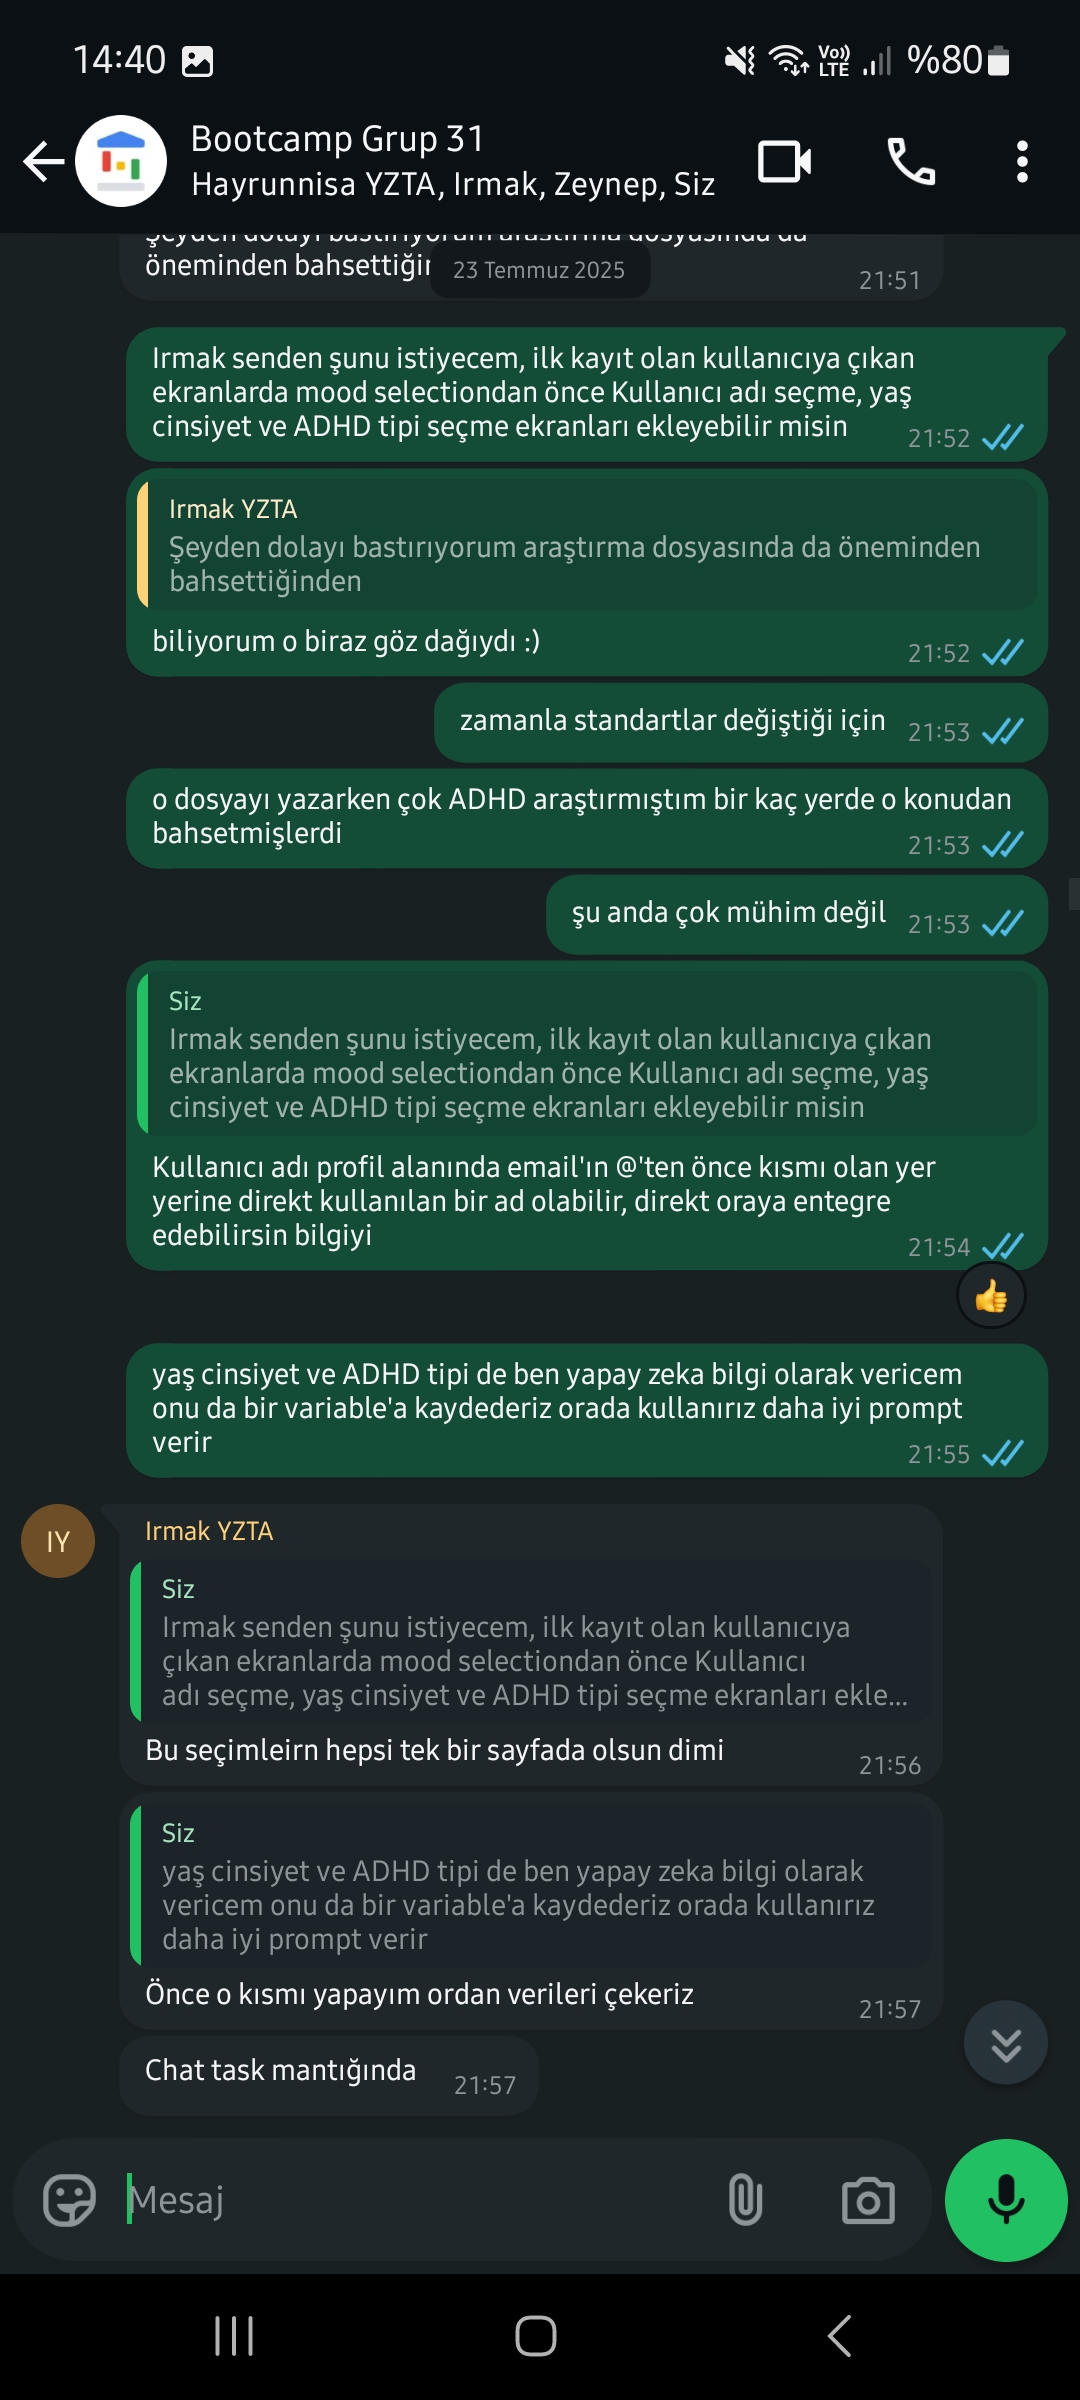 14:40
Vo))
LTE
%80
Bootcamp Grup 31
Hayrunnisa YZTA, Irmak, Zeynep, Siz
Şeyden dolayı bastırıyorum araştırma dosyasında da
öneminden bahsettiğin
21:51
23 Temmuz 2025
Irmak senden şunu istiyecem, ilk kayıt olan kullanıcıya çıkan
ekranlarda mood selectiondan önce Kullanıcı adı seçme, yaş
cinsiyet ve ADHD tipi seçme ekranları ekleyebilir misin
21:52
Irmak YZTA
Şeyden dolayı bastırıyorum araştırma dosyasında da öneminden
bahsettiğinden
biliyorum o biraz göz dağıydı :)
21:52
zamanla standartlar değiştiği için
21:53
o dosyayı yazarken çok ADHD araştırmıştım bir kaç yerde o konudan
bahsetmişlerdi
21:53
şu anda çok mühim değil
21:53
Siz
Irmak senden şunu istiyecem, ilk kayıt olan kullanıcıya çıkan
ekranlarda mood selectiondan önce Kullanıcı adı seçme, yaş
cinsiyet ve ADHD tipi seçme ekranları ekleyebilir misin
Kullanıcı adı profil alanında email'ın @'ten önce kısmı olan yer
yerine direkt kullanılan bir ad olabilir, direkt oraya entegre
edebilirsin bilgiyi
21:54
👍
yaş cinsiyet ve ADHD tipi de ben yapay zeka bilgi olarak vericem
onu da bir variable'a kaydederiz orada kullanırız daha iyi prompt
verir
21:55
IY
Irmak YZTA
Siz
Irmak senden şunu istiyecem, ilk kayıt olan kullanıcıya
çıkan ekranlarda mood selectiondan önce Kullanıcı
adı seçme, yaş cinsiyet ve ADHD tipi seçme ekranları ekle...
Bu seçimleirn hepsi tek bir sayfada olsun dimi
21:56
Siz
yaş cinsiyet ve ADHD tipi de ben yapay zeka bilgi olarak
vericem onu da bir variable'a kaydederiz orada kullanırız
daha iyi prompt verir
Önce o kısmı yapayım ordan verileri çekeriz
21:57
Chat task mantığında
21:57
Mesaj